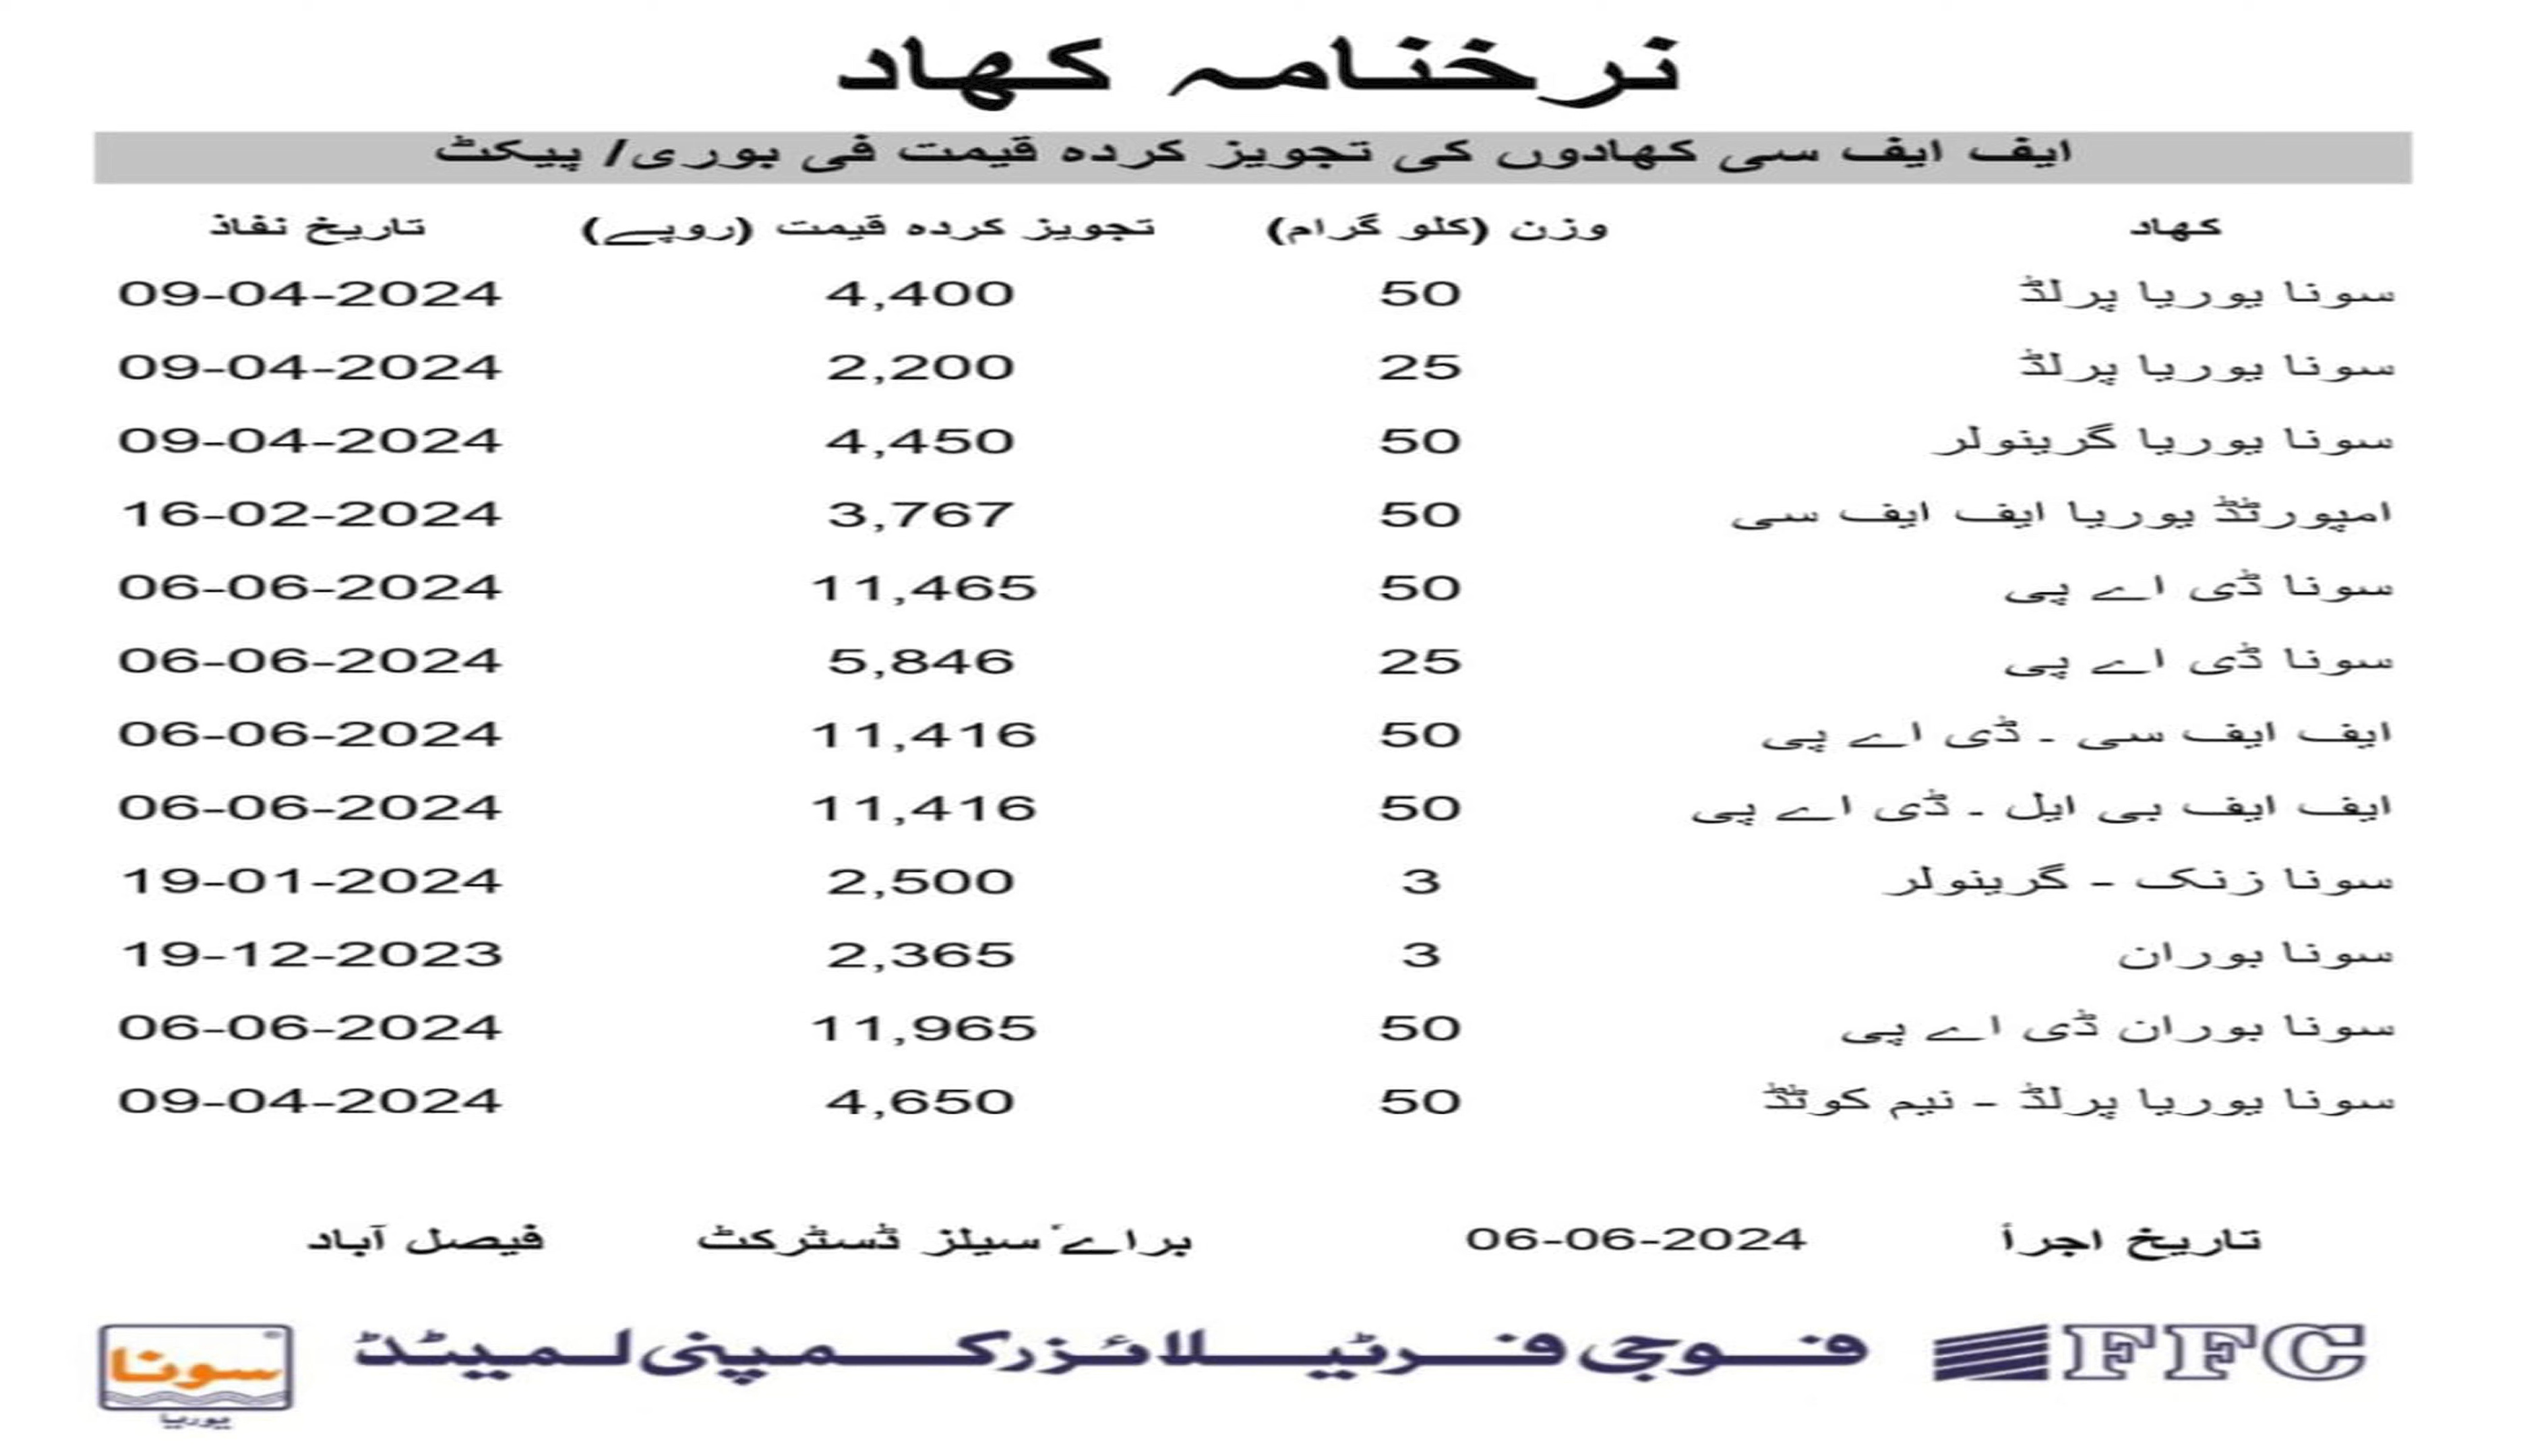 نرخنامہ کھاد
ایف ایف سی کھادوں کی تجویز کردہ قیمت فی بوری/ پیکٹ
کھاد وزن (کلو گرام) تجویز کردہ قیمت (روپے) تاریخ نفاذ
سونا یوریا پرلڈ 50 4,400 09-04-2024
سونا یوریا پرلڈ 25 2,200 09-04-2024
سونا یوریا گرینولر 50 4,450 09-04-2024
امپورٹڈ یوریا ایف ایف سی 50 3,767 16-02-2024
سونا ڈی اے پی 50 11,465 06-06-2024
سونا ڈی اے پی 25 5,846 06-06-2024
ایف ایف سی ۔ ڈی اے پی 50 11,416 06-06-2024
ایف ایف بی ایل ۔ ڈی اے پی 50 11,416 06-06-2024
سونا زنک - گرینولر 3 2,500 19-01-2024
سونا بوران 3 2,365 19-12-2023
سونا بوران ڈی اے پی 50 11,965 06-06-2024
سونا یوریا پرلڈ - نیم کوٹڈ 50 4,650 09-04-2024
تاریخ اجرأ 06-06-2024 براۓ سیلز ڈسٹرکٹ فیصل آباد
FFC فوجی فرٹیلائزر کمپنی لمیٹڈ سونا ®
یوریا